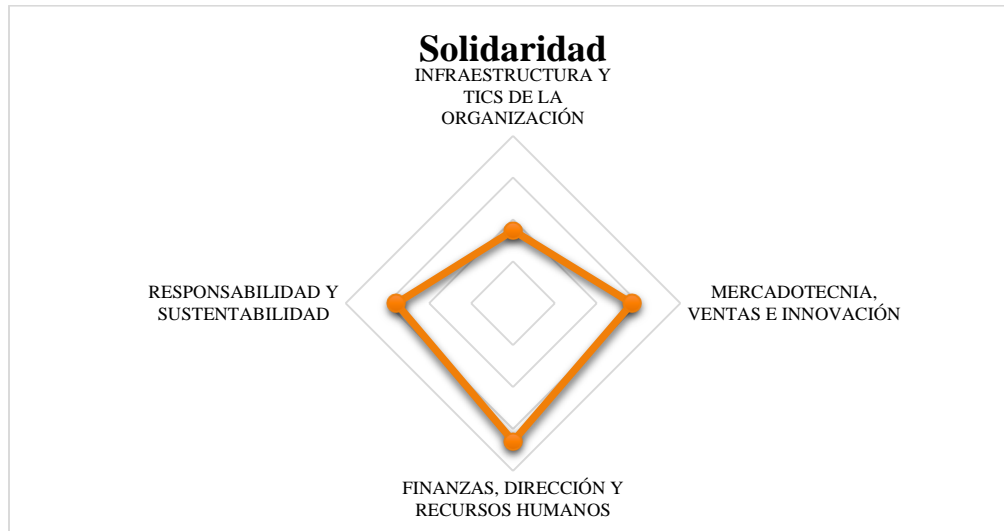 Solidaridad
INFRAESTRUCTURA Y
TICS DE LA
ORGANIZACIÓN
RESPONSABILIDAD Y
SUSTENTABILIDAD
MERCADOTECNIA,
VENTAS E INNOVACIÓN
FINANZAS, DIRECCIÓN Y
RECURSOS HUMANOS